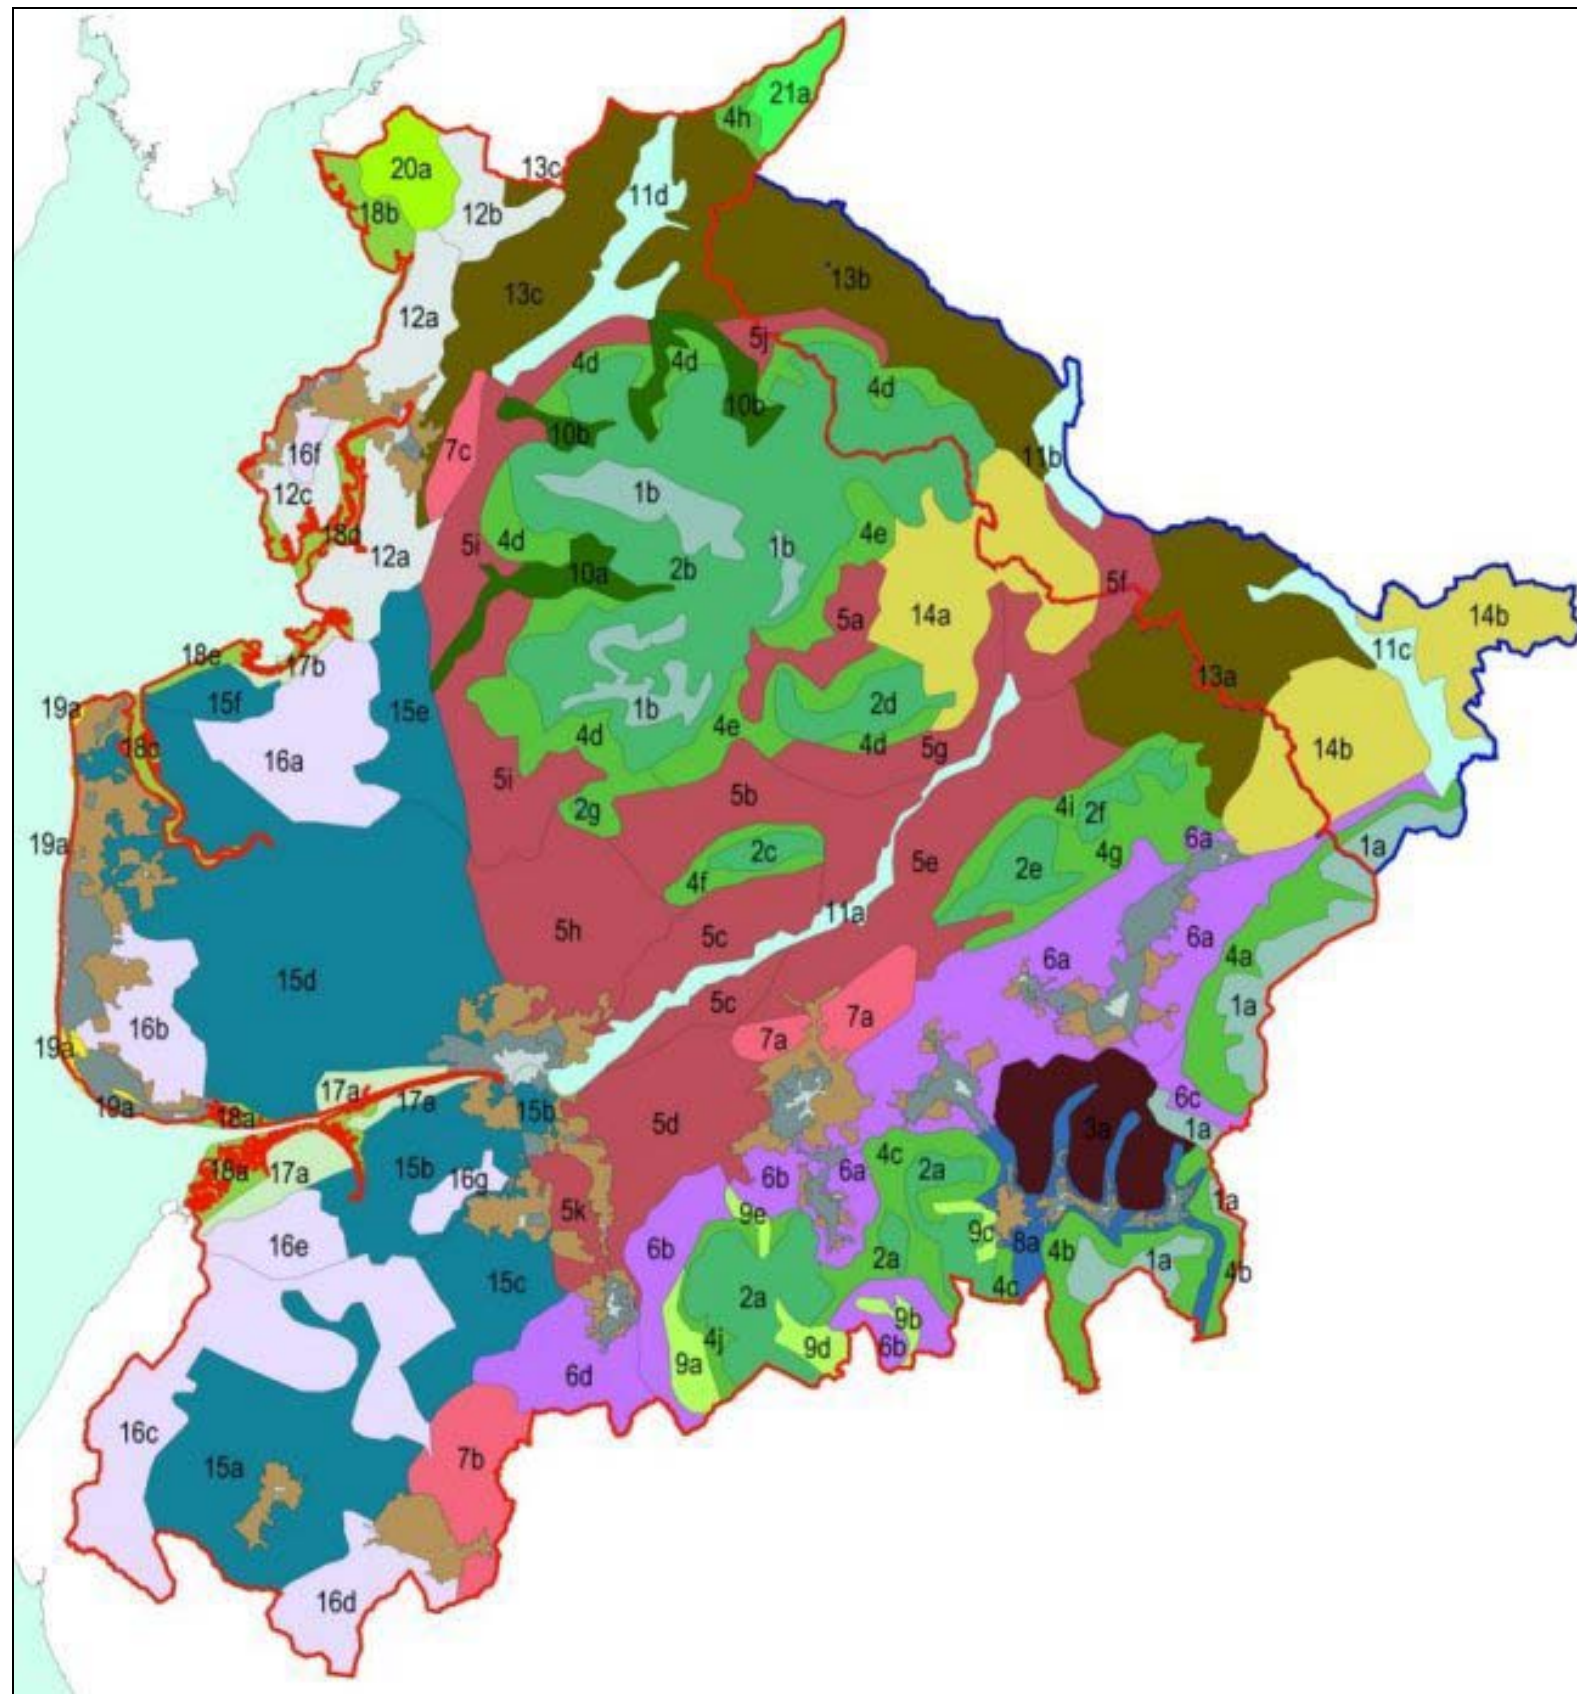 21a
4h
20a
13c
11d
18b
12b
13b
13c
12a
5j
4d
4d
4d
10b
10b
7c
16f
11b
12c
1b
18d
4d
4e
5i
1b
12a
10a
2b
5f
14a
5a
14b
11c
18e
17b
13a
15f
2d
19a
15e
1b
4e
4d
4d
18c
5g
14b
16a
5i
5b
4i
2f
2g
6a
19a
1a
2c
4g
5e
2e
4f
11a
5h
5c
6a
6a
4a
15d
5c
1a
16b
7a
7a
19a
17a
6c
19a
17a
18a
15b
5d
3a
1a
4c
2a
18a
17a
15b
16g
6b
6a
1a
5k
9e
9c
8a
16e
6b
2a
4b
1a
4b
15c
4c
2a
9b
4j
9d
6b
9a
6d
16c
7b
15a
16d